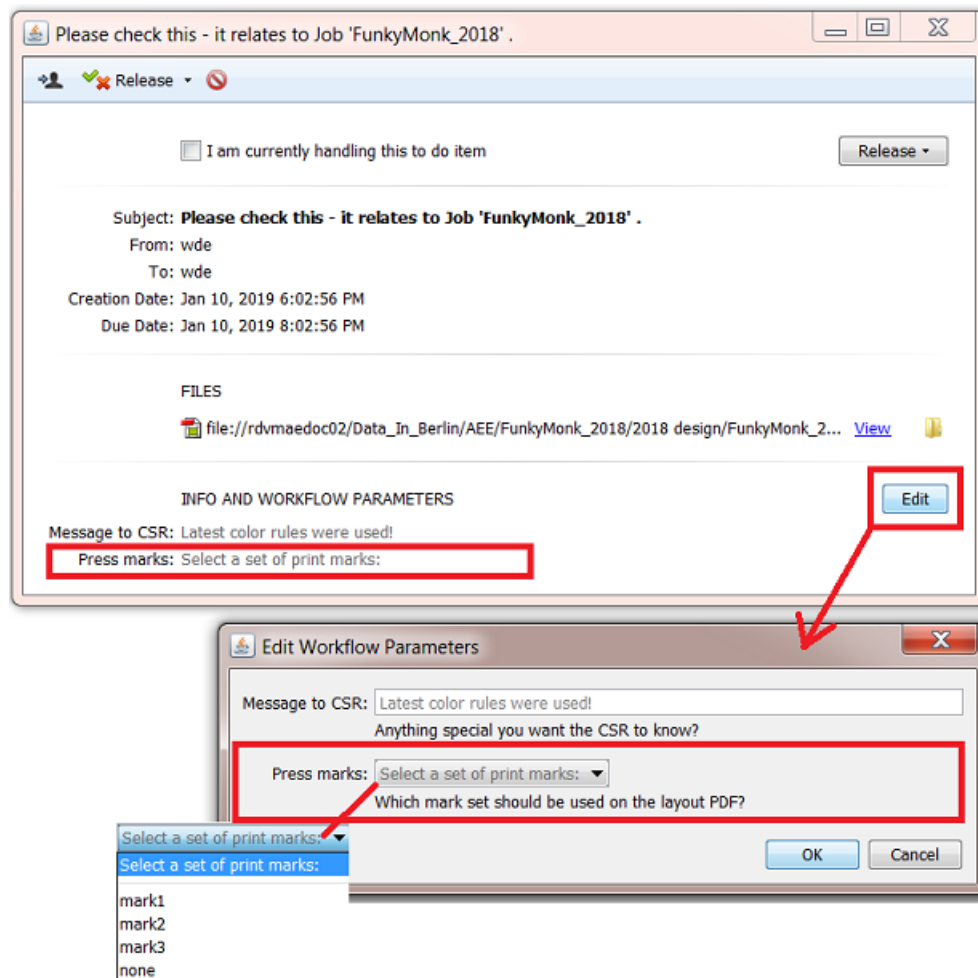 Please check this - it relates to Job 'FunkyMonk_2018' .
Release
I am currently handling this to do item
Release
Subject: Please check this - it relates to Job 'FunkyMonk_2018' .
From: wde
To: wde
Creation Date: Jan 10, 2019 6:02:56 PM
Due Date: Jan 10, 2019 8:02:56 PM
FILES
file://rdvmaedoc02/Data_In_Berlin/AEE/FunkyMonk_2018/2018 design/FunkyMonk_2... View
INFO AND WORKFLOW PARAMETERS Edit
Message to CSR: Latest color rules were used!
Press marks: Select a set of print marks:
Edit Workflow Parameters
Message to CSR: Latest color rules were used!
Anything special you want the CSR to know?
Press marks: Select a set of print marks:
Which mark set should be used on the layout PDF?
Select a set of print marks:
Select a set of print marks:
OK Cancel
mark1
mark2
mark3
none